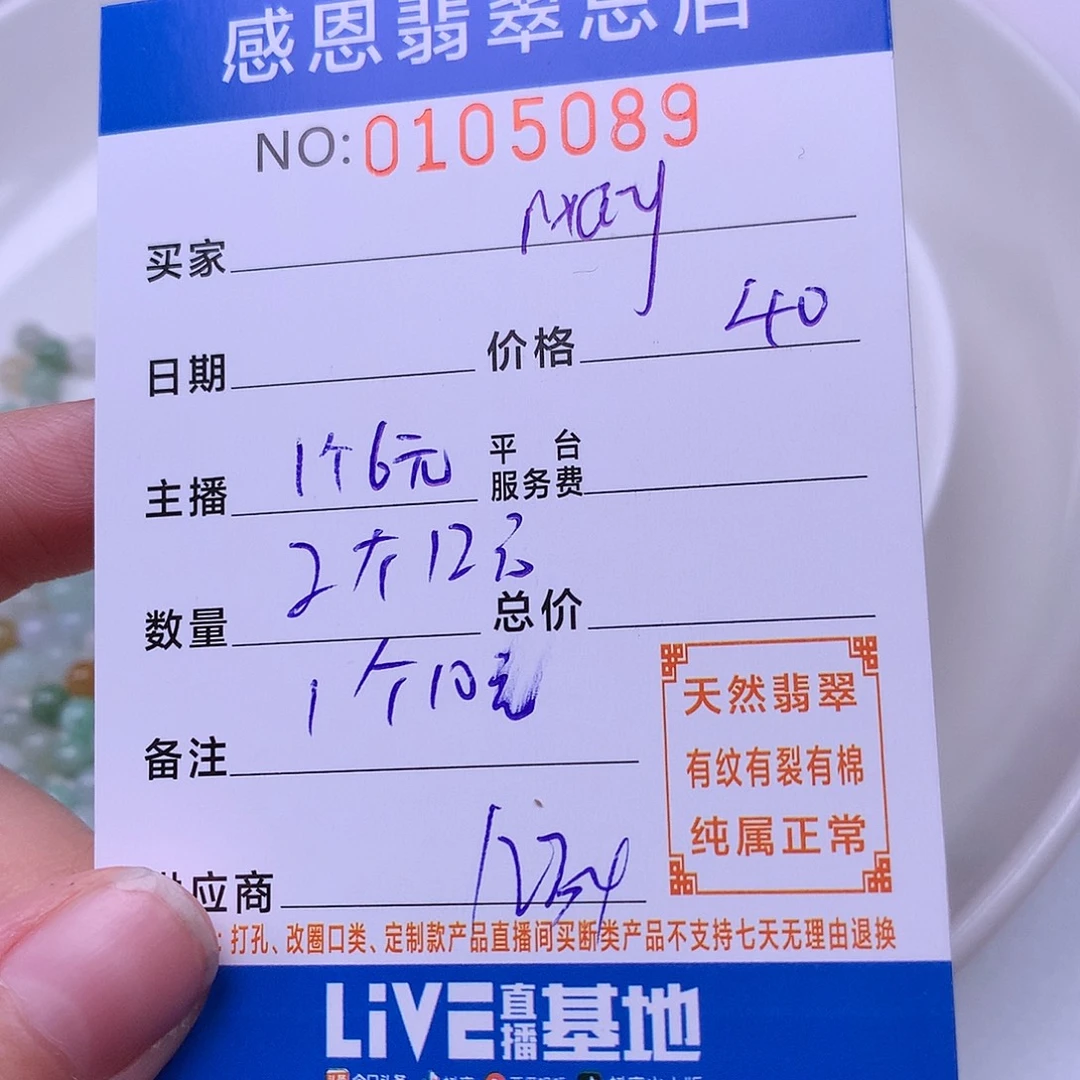 感恩翡翠总店
NO:0105089
买家 May
日期 价格 40
主播 1个6元 平台服务费
2个12元
数量 总价
1个10元
备注
天然翡翠
有纹有裂有棉
纯属正常
应商
: 打孔、改圈口类、定制款产品直播间买断类产品不支持七天无理由退换
LiVE直播基地